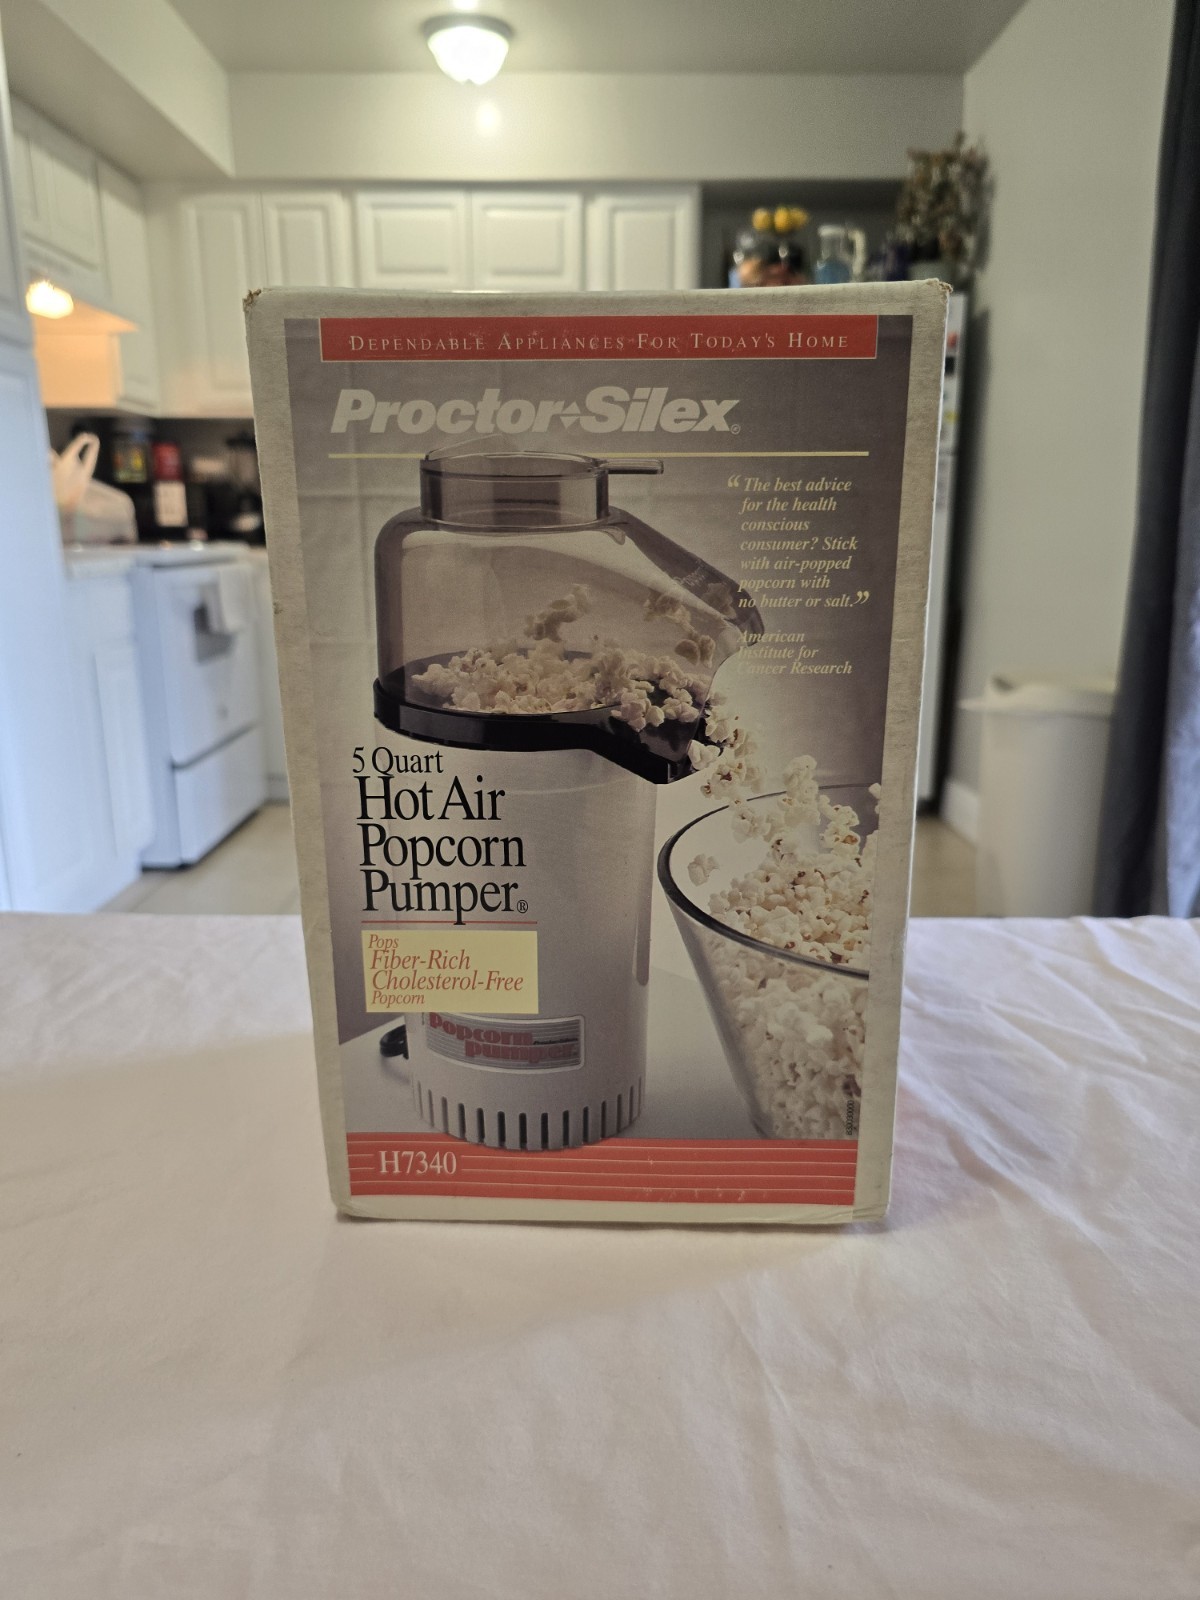 DEPENDABLE APPLIANCES FOR TODAY'S HOME
Proctor-Silex®
“The best advice
for the health
conscious
consumer? Stick
with air-popped
popcorn with
no butter or salt.”
American
Institute for
Cancer Research
5 Quart
Hot Air
Popcorn
Pumper®
Pops
Fiber-Rich
Cholesterol-Free
Popcorn
Popcorn
pumper
H7340